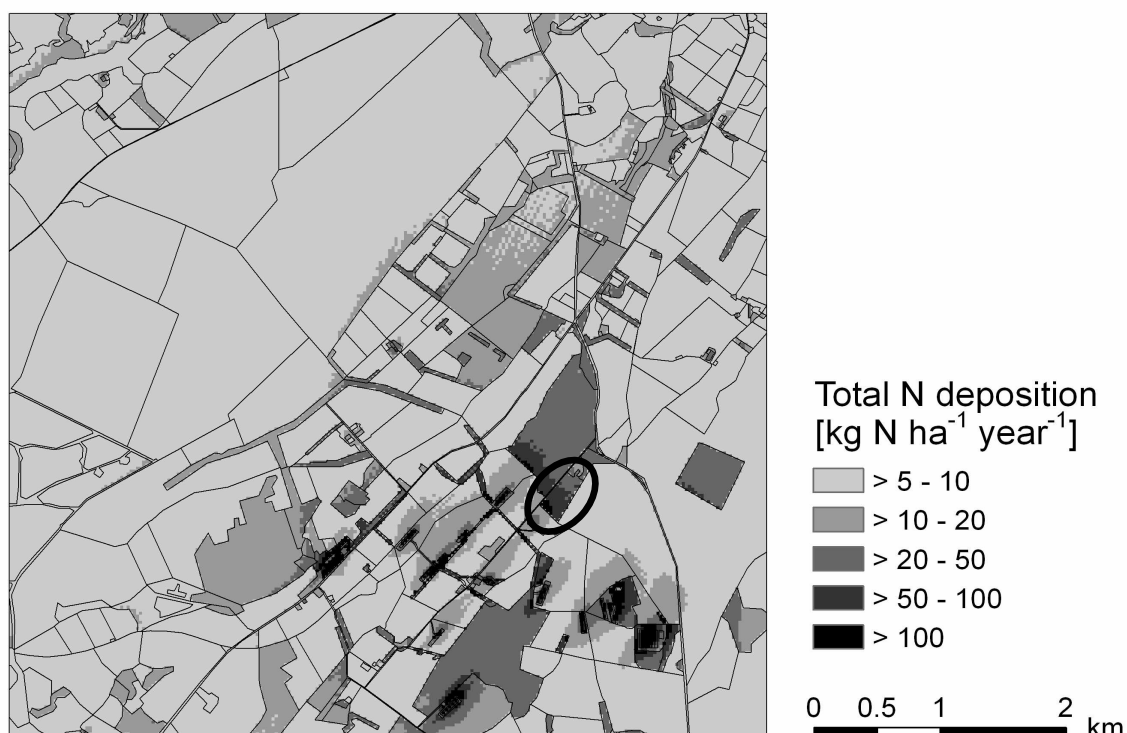 Total N deposition
[kg N ha-1 year-1]
> 5 - 10
> 10 - 20
> 20 - 50
> 50 - 100
> 100
0 0.5 1 2
km